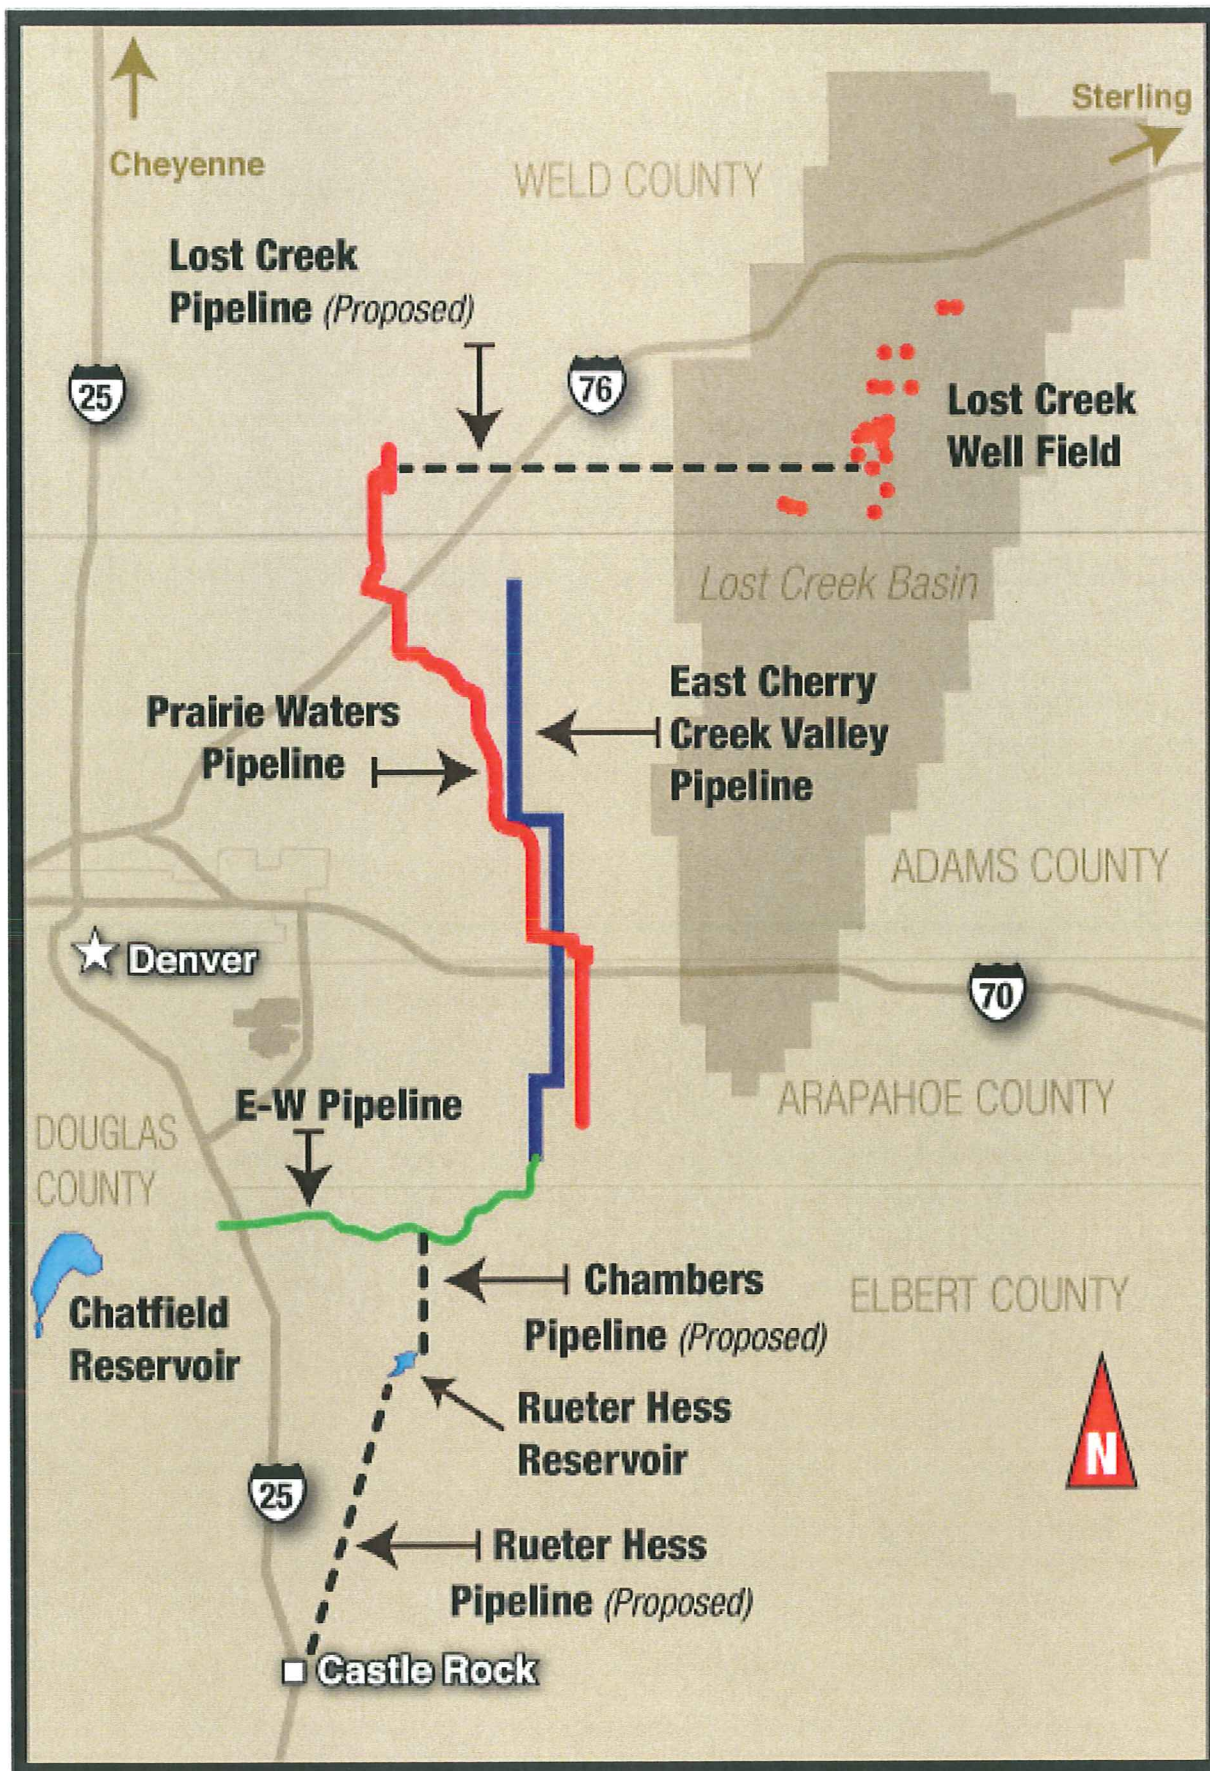 Sterling
Cheyenne
WELD COUNTY
Lost Creek
Pipeline (Proposed)
25
76
Lost Creek
Well Field
Lost Creek Basin
East Cherry
Creek Valley
Pipeline
Prairie Waters
Pipeline
ADAMS COUNTY
Denver
70
E-W Pipeline
ARAPAHOE COUNTY
DOUGLAS
COUNTY
Chatfield
Reservoir
Chambers
Pipeline (Proposed)
ELBERT COUNTY
Rueter Hess
Reservoir
N
25
Rueter Hess
Pipeline (Proposed)
Castle Rock